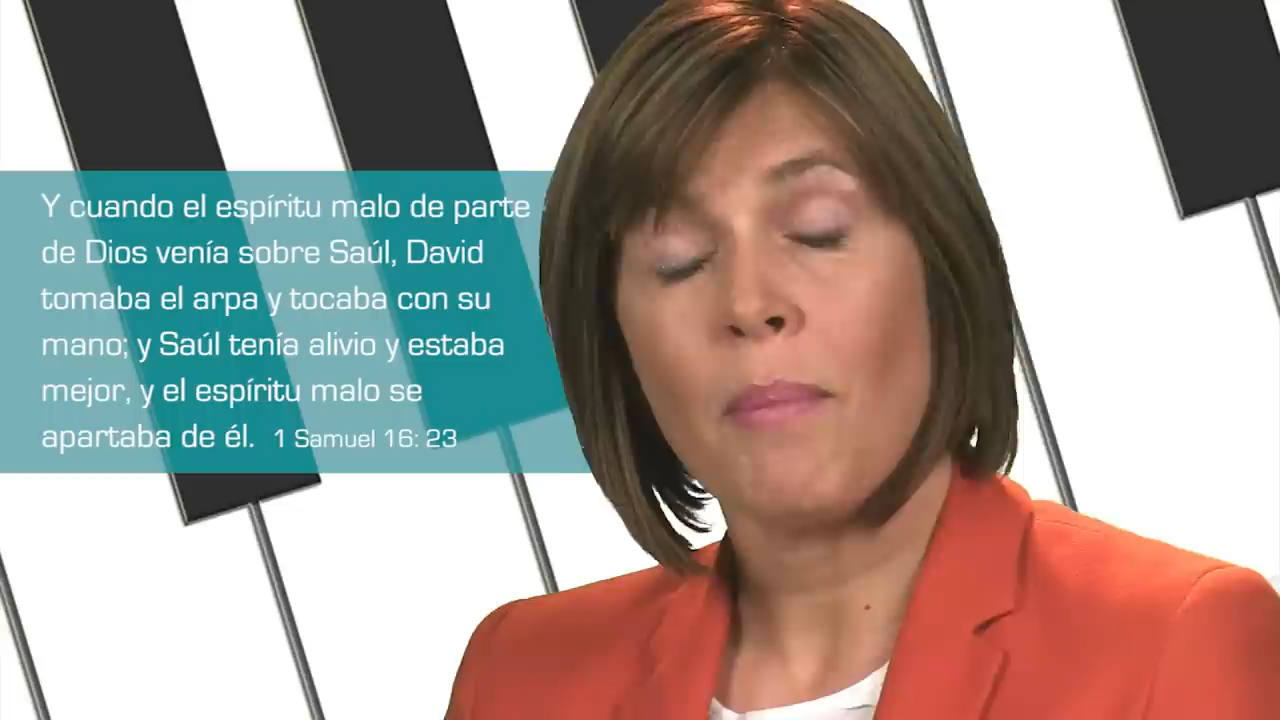 Y cuando el espíritu malo de parte
de Dios venía sobre Saúl, David
tomaba el arpa y tocaba con su
mano; y Saúl tenía alivio y estaba
mejor, y el espíritu malo se
apartaba de él. 1 Samuel 16: 23